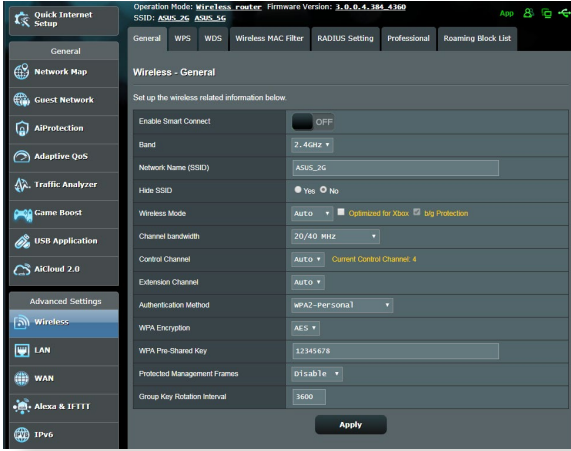 Quick Internet
Setup
Operation Mode: Wireless router Firmware Version: 3.0.0.4.384_4360
SSID: ASUS_2G ASUS_5G
App
General
WPS
WDS
Wireless MAC Filter
RADIUS Setting
Professional
Roaming Block List
General
Network Map
Guest Network
AiProtection
Adaptive QoS
Traffic Analyzer
Game Boost
USB Application
AiCloud 2.0
Advanced Settings
Wireless
LAN
WAN
Alexa & IFTTT
IPv6
Wireless - General
Set up the wireless related information below.
Enable Smart Connect OFF
Band 2.4GHz
Network Name (SSID) ASUS_2G
Hide SSID Yes No
Wireless Mode Auto Optimized for Xbox b/g Protection
Channel bandwidth 20/40 MHz
Control Channel Auto Current Control Channel: 4
Extension Channel Auto
Authentication Method WPA2-Personal
WPA Encryption AES
WPA Pre-Shared Key 12345678
Protected Management Frames Disable
Group Key Rotation Interval 3600
Apply